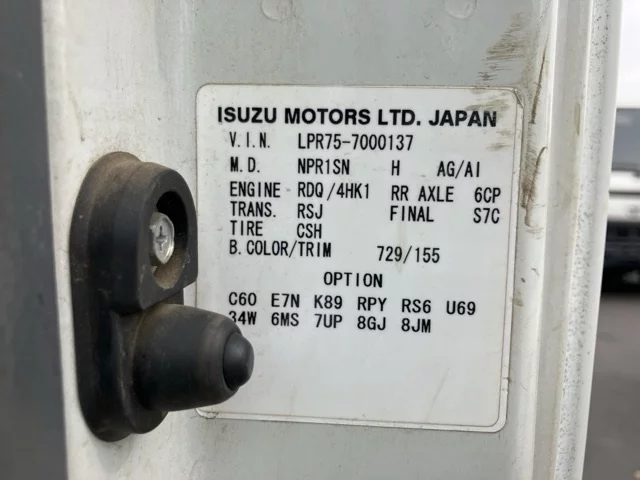 ISUZU MOTORS LTD. JAPAN
V.I.N. LPR75-7000137
M.D. NPR1SN H AG/AI
ENGINE RDQ/4HK1 RR AXLE 6CP
TRANS. RSJ FINAL S7C
TIRE CSH
B.COLOR/TRIM 729/155
OPTION
C60 E7N K89 RPY RS6 U69
34W 6MS 7UP 8GJ 8JM